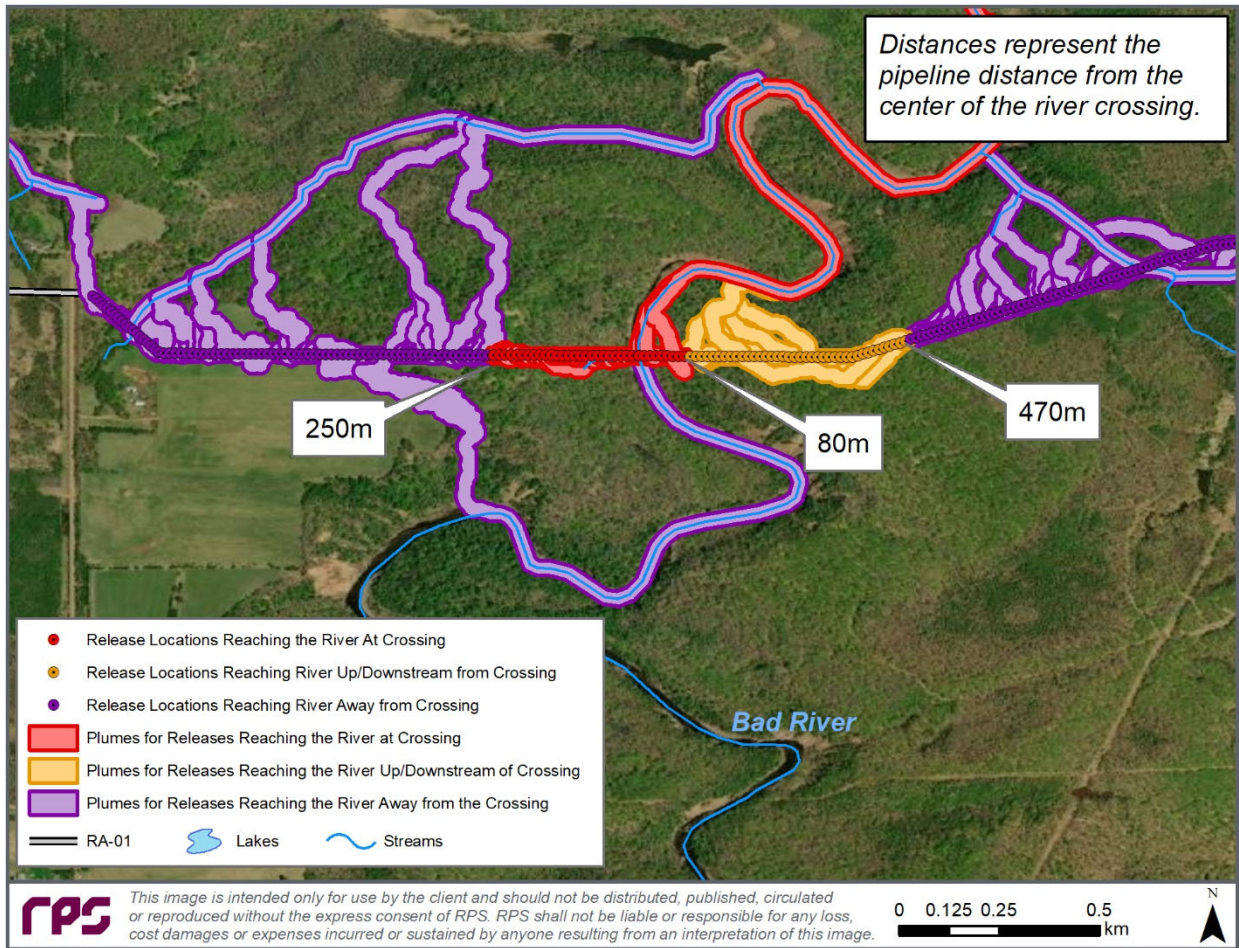 Distances represent the
pipeline distance from the
center of the river crossing.
250m
80m
470m
Bad River
Release Locations Reaching the River At Crossing
Release Locations Reaching River Up/Downstream from Crossing
Release Locations Reaching River Away from Crossing
Plumes for Releases Reaching the River at Crossing
Plumes for Releases Reaching the River Up/Downstream of Crossing
Plumes for Releases Reaching the River Away from the Crossing
RA-01 Lakes Streams
rps
This image is intended only for use by the client and should not be distributed, published, circulated
or reproduced without the express consent of RPS. RPS shall not be liable or responsible for any loss,
cost damages or expenses incurred or sustained by anyone resulting from an interpretation of this image.
0 0.125 0.25 0.5
km
N